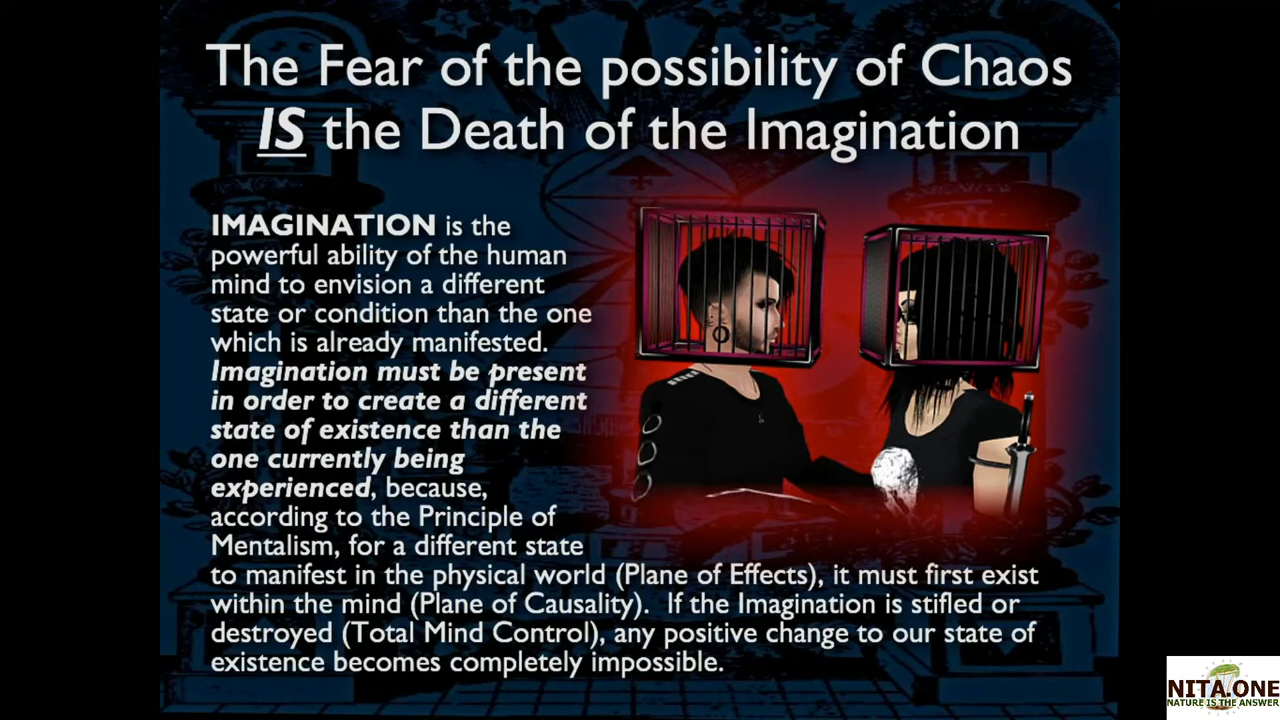 The Fear of the possibility of Chaos
IS the Death of the Imagination
IMAGINATION is the
powerful ability of the human
mind to envision a different
state or condition than the one
which is already manifested.
Imagination must be present
in order to create a different
state of existence than the
one currently being
experienced, because,
according to the Principle of
Mentalism, for a different state
to manifest in the physical world (Plane of Effects), it must first exist
within the mind (Plane of Causality).  If the Imagination is stifled or
destroyed (Total Mind Control), any positive change to our state of
existence becomes completely impossible.
NITA.ONE
NATURE IS THE ANSWER